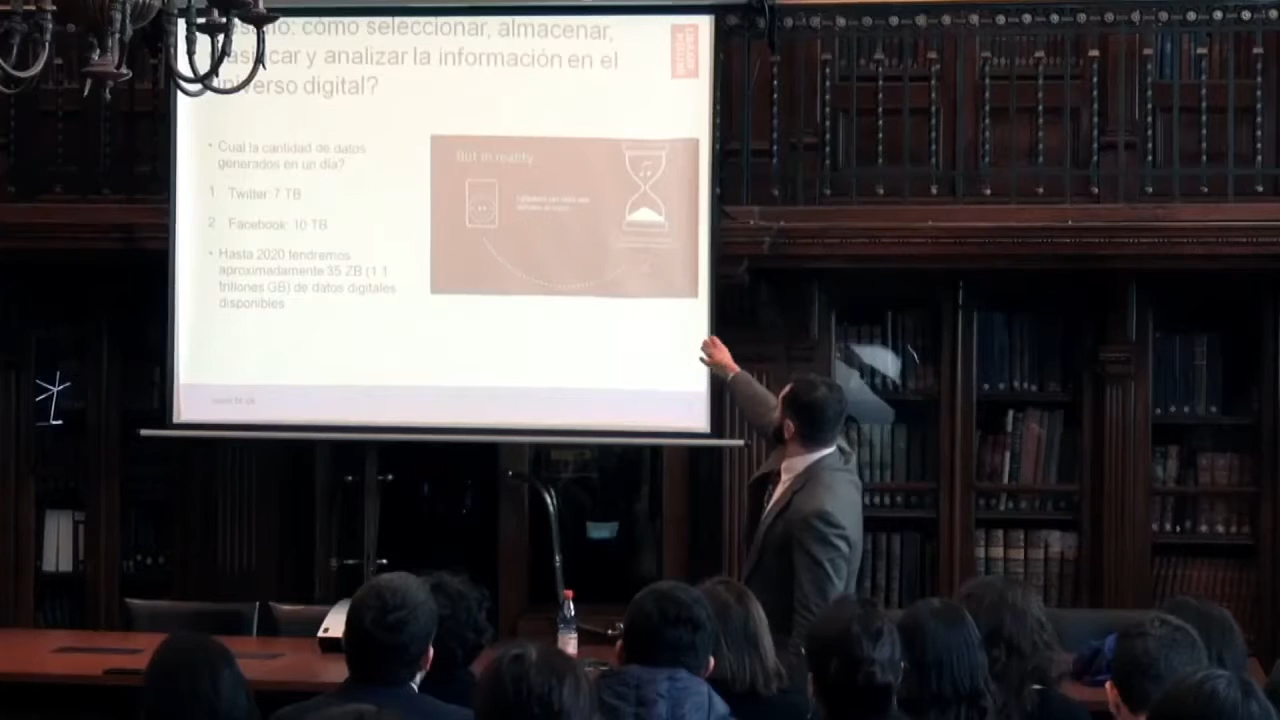 cómo seleccionar, almacenar,
car y analizar la información en el
verso digital?
• Cual la cantidad de datos
generados en un día?
1 Twitter: 7 TB
2 Facebook: 10 TB
• Hasta 2020 tendremos
aproximadamente 35 ZB (1.1
trillones GB) de datos digitales
disponibles
But in reality